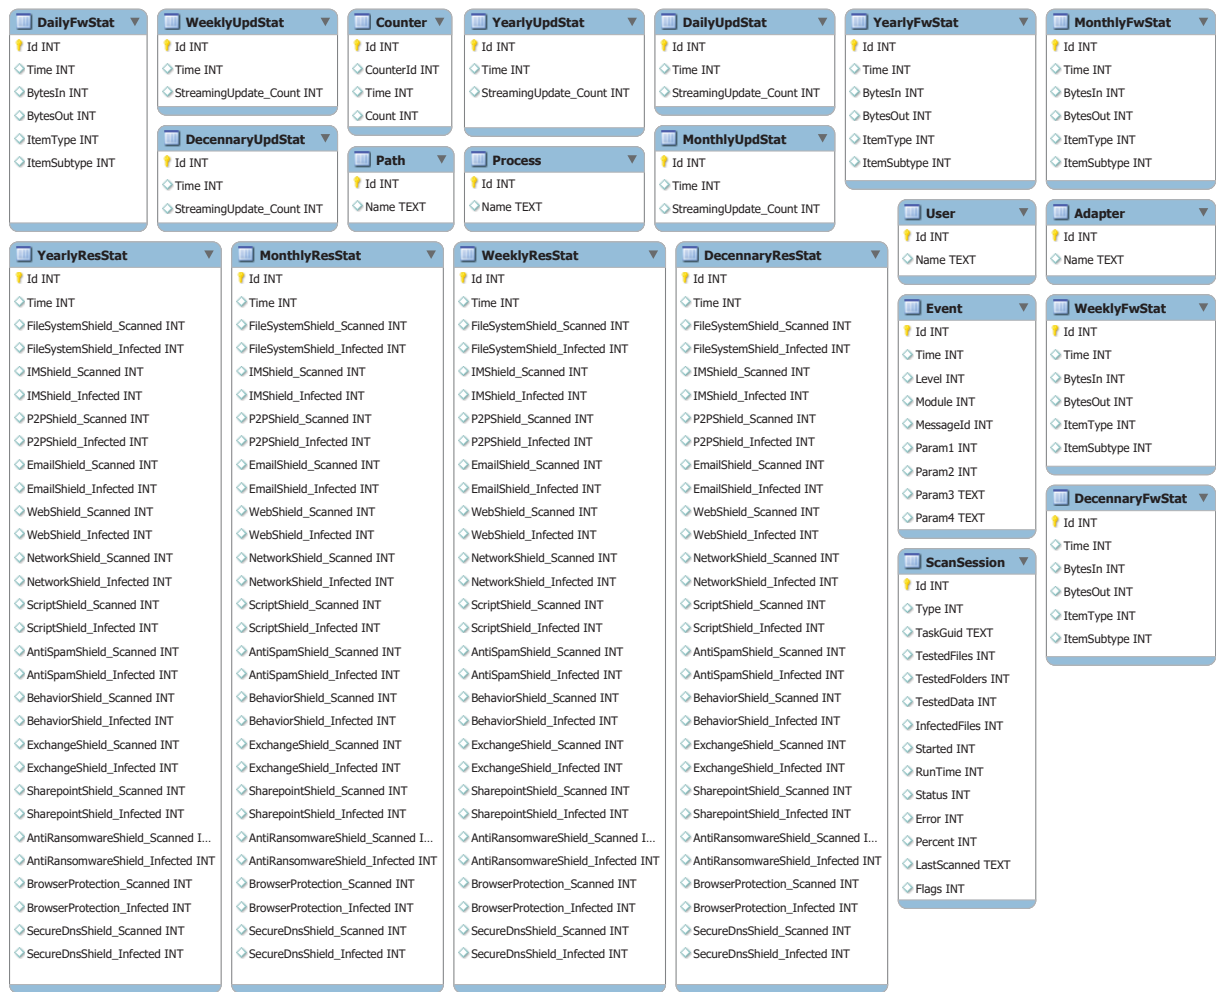 DailyFwStat
Id INT
Time INT
BytesIn INT
BytesOut INT
ItemType INT
ItemSubtype INT
WeeklyUpdStat
Id INT
Time INT
StreamingUpdate_Count INT
DecennaryUpdStat
Id INT
Time INT
StreamingUpdate_Count INT
Counter
Id INT
CounterId INT
Time INT
Count INT
Path
Id INT
Name TEXT
YearlyUpdStat
Id INT
Time INT
StreamingUpdate_Count INT
Process
Id INT
Name TEXT
DailyUpdStat
Id INT
Time INT
StreamingUpdate_Count INT
MonthlyUpdStat
Id INT
Time INT
StreamingUpdate_Count INT
YearlyFwStat
Id INT
Time INT
BytesIn INT
BytesOut INT
ItemType INT
ItemSubtype INT
MonthlyFwStat
Id INT
Time INT
BytesIn INT
BytesOut INT
ItemType INT
ItemSubtype INT
YearlyResStat
Id INT
Time INT
FileSystemShield_Scanned INT
FileSystemShield_Infected INT
IMShield_Scanned INT
IMShield_Infected INT
P2PShield_Scanned INT
P2PShield_Infected INT
EmailShield_Scanned INT
EmailShield_Infected INT
WebShield_Scanned INT
WebShield_Infected INT
NetworkShield_Scanned INT
NetworkShield_Infected INT
ScriptShield_Scanned INT
ScriptShield_Infected INT
AntiSpamShield_Scanned INT
AntiSpamShield_Infected INT
BehaviorShield_Scanned INT
BehaviorShield_Infected INT
ExchangeShield_Scanned INT
ExchangeShield_Infected INT
SharepointShield_Scanned INT
SharepointShield_Infected INT
AntiRansomwareShield_Scanned I...
AntiRansomwareShield_Infected INT
BrowserProtection_Scanned INT
BrowserProtection_Infected INT
SecureDnsShield_Scanned INT
SecureDnsShield_Infected INT
MonthlyResStat
Id INT
Time INT
FileSystemShield_Scanned INT
FileSystemShield_Infected INT
IMShield_Scanned INT
IMShield_Infected INT
P2PShield_Scanned INT
P2PShield_Infected INT
EmailShield_Scanned INT
EmailShield_Infected INT
WebShield_Scanned INT
WebShield_Infected INT
NetworkShield_Scanned INT
NetworkShield_Infected INT
ScriptShield_Scanned INT
ScriptShield_Infected INT
AntiSpamShield_Scanned INT
AntiSpamShield_Infected INT
BehaviorShield_Scanned INT
BehaviorShield_Infected INT
ExchangeShield_Scanned INT
ExchangeShield_Infected INT
SharepointShield_Scanned INT
SharepointShield_Infected INT
AntiRansomwareShield_Scanned I...
AntiRansomwareShield_Infected INT
BrowserProtection_Scanned INT
BrowserProtection_Infected INT
SecureDnsShield_Scanned INT
SecureDnsShield_Infected INT
WeeklyResStat
Id INT
Time INT
FileSystemShield_Scanned INT
FileSystemShield_Infected INT
IMShield_Scanned INT
IMShield_Infected INT
P2PShield_Scanned INT
P2PShield_Infected INT
EmailShield_Scanned INT
EmailShield_Infected INT
WebShield_Scanned INT
WebShield_Infected INT
NetworkShield_Scanned INT
NetworkShield_Infected INT
ScriptShield_Scanned INT
ScriptShield_Infected INT
AntiSpamShield_Scanned INT
AntiSpamShield_Infected INT
BehaviorShield_Scanned INT
BehaviorShield_Infected INT
ExchangeShield_Scanned INT
ExchangeShield_Infected INT
SharepointShield_Scanned INT
SharepointShield_Infected INT
AntiRansomwareShield_Scanned I...
AntiRansomwareShield_Infected INT
BrowserProtection_Scanned INT
BrowserProtection_Infected INT
SecureDnsShield_Scanned INT
SecureDnsShield_Infected INT
DecennaryResStat
Id INT
Time INT
FileSystemShield_Scanned INT
FileSystemShield_Infected INT
IMShield_Scanned INT
IMShield_Infected INT
P2PShield_Scanned INT
P2PShield_Infected INT
EmailShield_Scanned INT
EmailShield_Infected INT
WebShield_Scanned INT
WebShield_Infected INT
NetworkShield_Scanned INT
NetworkShield_Infected INT
ScriptShield_Scanned INT
ScriptShield_Infected INT
AntiSpamShield_Scanned INT
AntiSpamShield_Infected INT
BehaviorShield_Scanned INT
BehaviorShield_Infected INT
ExchangeShield_Scanned INT
ExchangeShield_Infected INT
SharepointShield_Scanned INT
SharepointShield_Infected INT
AntiRansomwareShield_Scanned I...
AntiRansomwareShield_Infected INT
BrowserProtection_Scanned INT
BrowserProtection_Infected INT
SecureDnsShield_Scanned INT
SecureDnsShield_Infected INT
User
Id INT
Name TEXT
Event
Id INT
Time INT
Level INT
Module INT
MessageId INT
Param1 INT
Param2 INT
Param3 TEXT
Param4 TEXT
ScanSession
Id INT
Type INT
TaskGuid TEXT
TestedFiles INT
TestedFolders INT
TestedData INT
InfectedFiles INT
Started INT
RunTime INT
Status INT
Error INT
Percent INT
LastScanned TEXT
Flags INT
Adapter
Id INT
Name TEXT
WeeklyFwStat
Id INT
Time INT
BytesIn INT
BytesOut INT
ItemType INT
ItemSubtype INT
DecennaryFwStat
Id INT
Time INT
BytesIn INT
BytesOut INT
ItemType INT
ItemSubtype INT